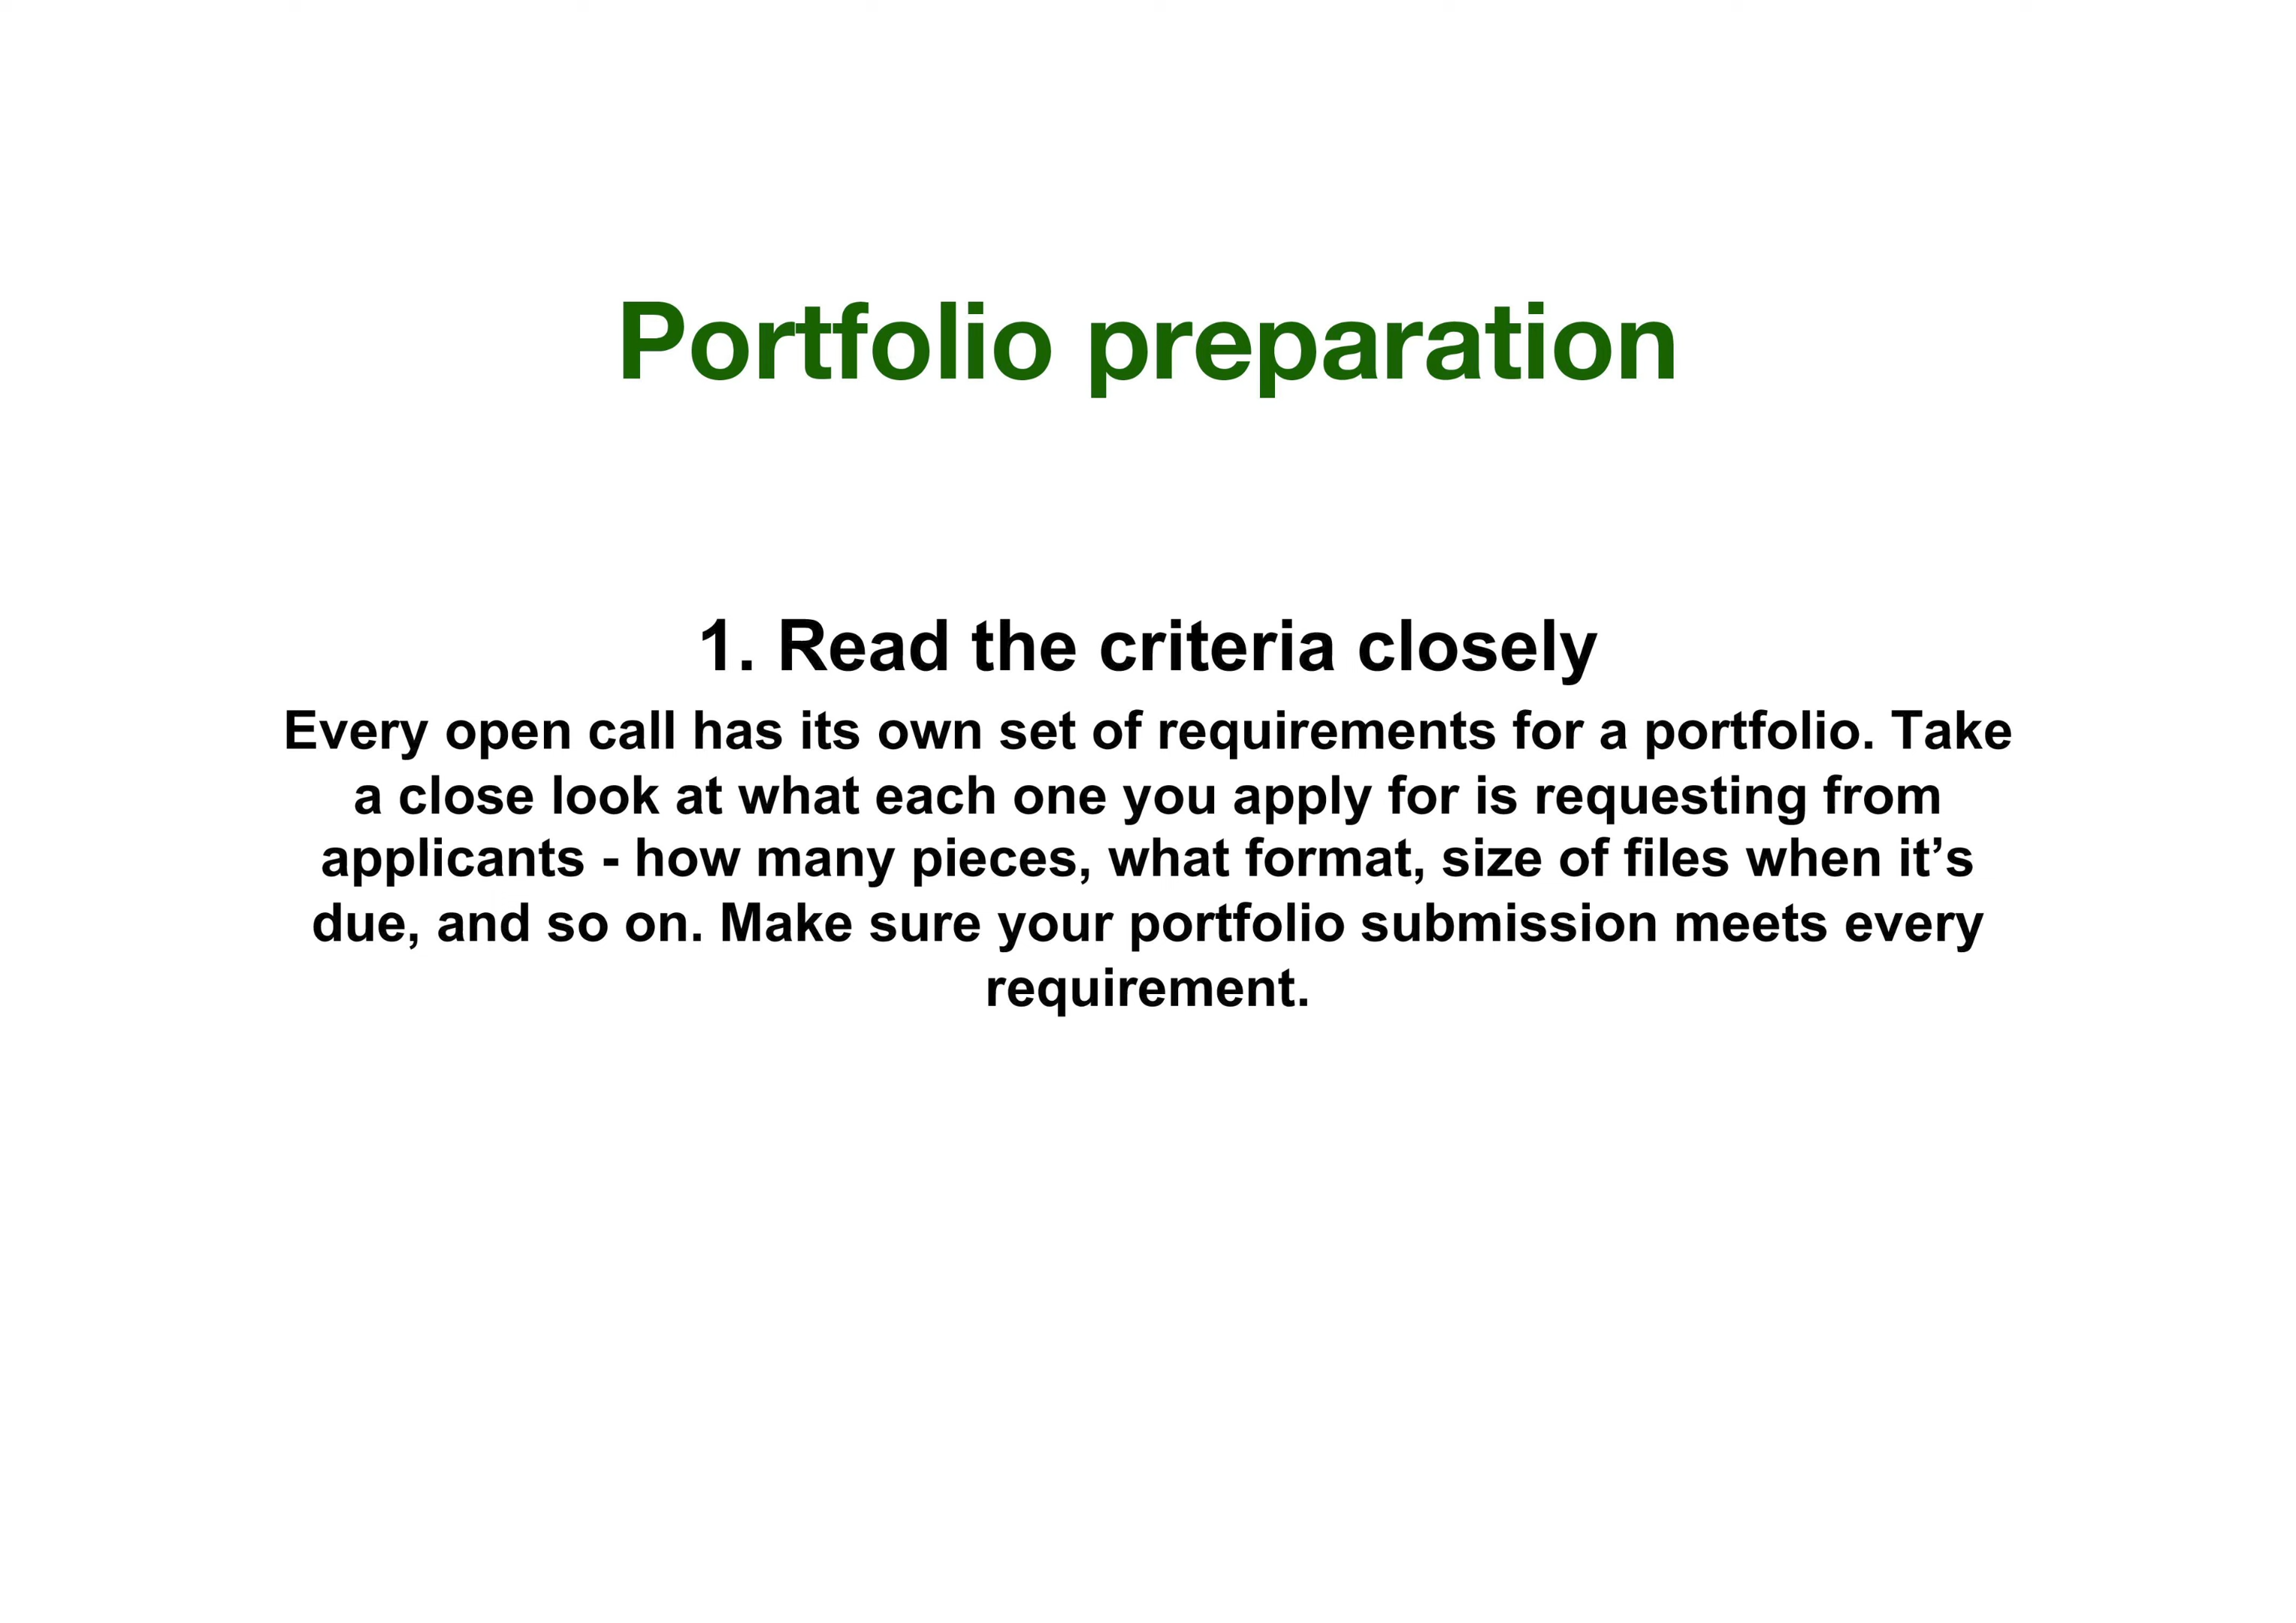 Portfolio preparation
1. Read the criteria closely
Every open call has its own set of requirements for a portfolio. Take
a close look at what each one you apply for is requesting from
applicants - how many pieces, what format, size of files when it’s
due, and so on. Make sure your portfolio submission meets every
requirement.